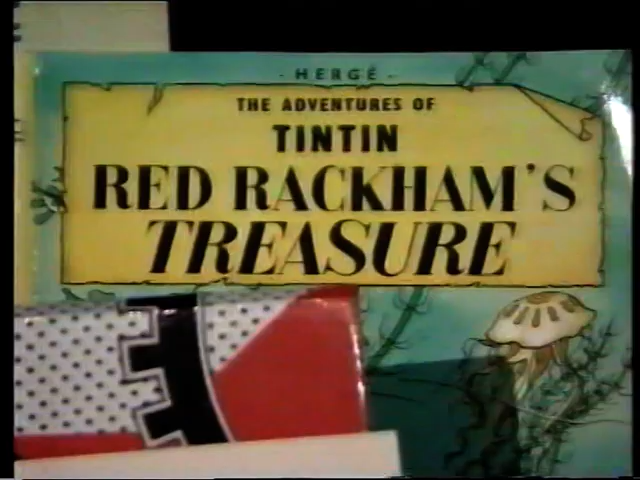 - HERGÉ -
THE ADVENTURES OF
TINTIN
RED RACKHAM'S
TREASURE